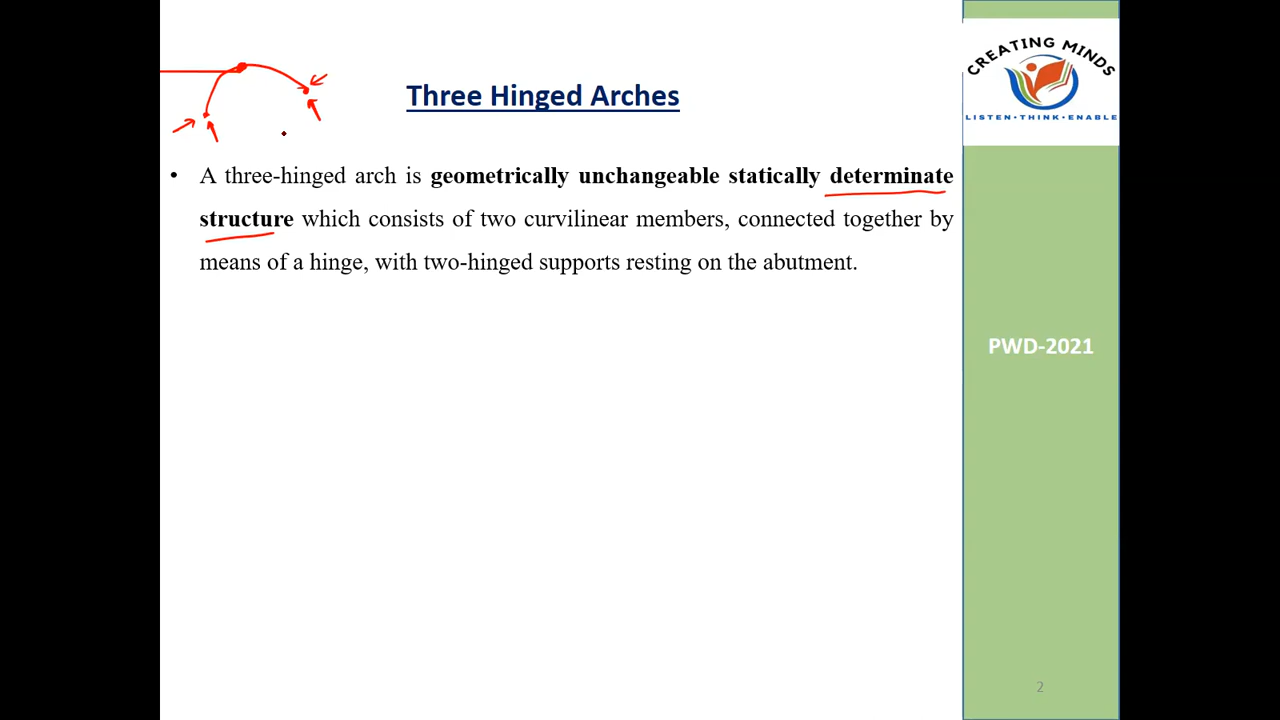 CREATING MINDS
LISTEN•THINK•ENABLE
Three Hinged Arches
• A three-hinged arch is geometrically unchangeable statically determinate
structure which consists of two curvilinear members, connected together by
means of a hinge, with two-hinged supports resting on the abutment.
PWD-2021
2